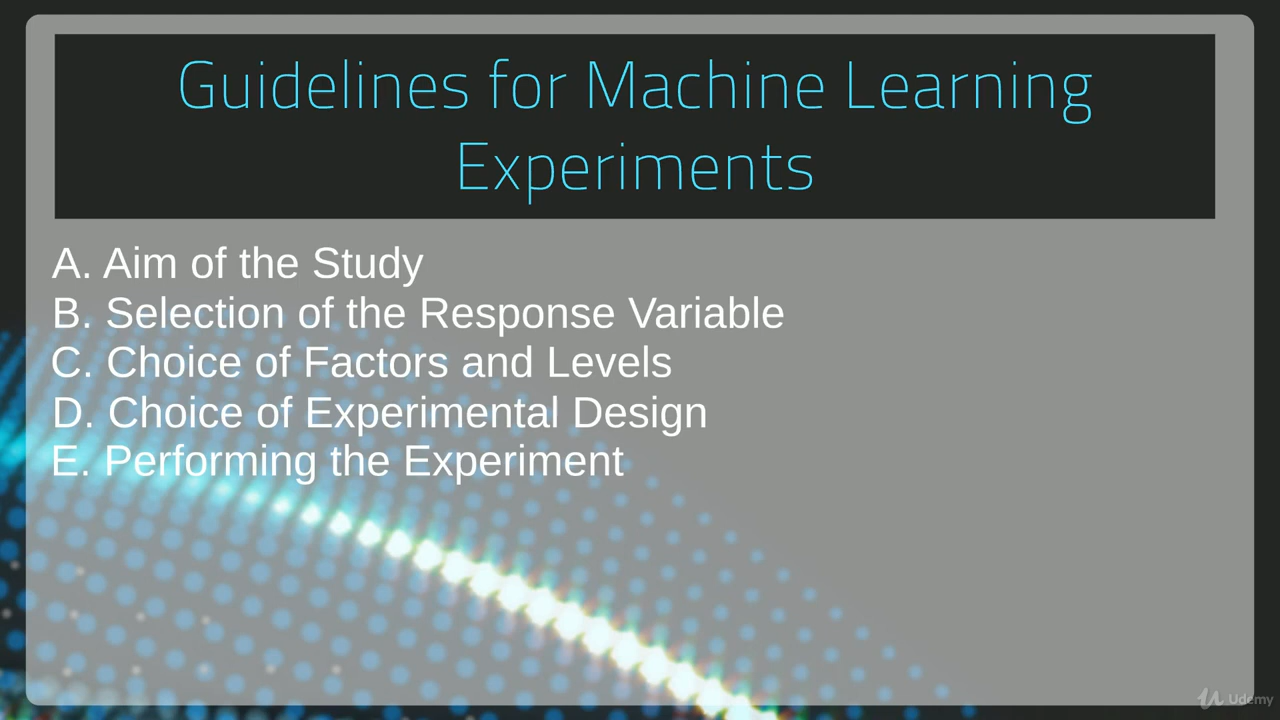 Guidelines for Machine Learning
Experiments
A. Aim of the Study
B. Selection of the Response Variable
C. Choice of Factors and Levels
D. Choice of Experimental Design
E. Performing the Experiment
Udemy